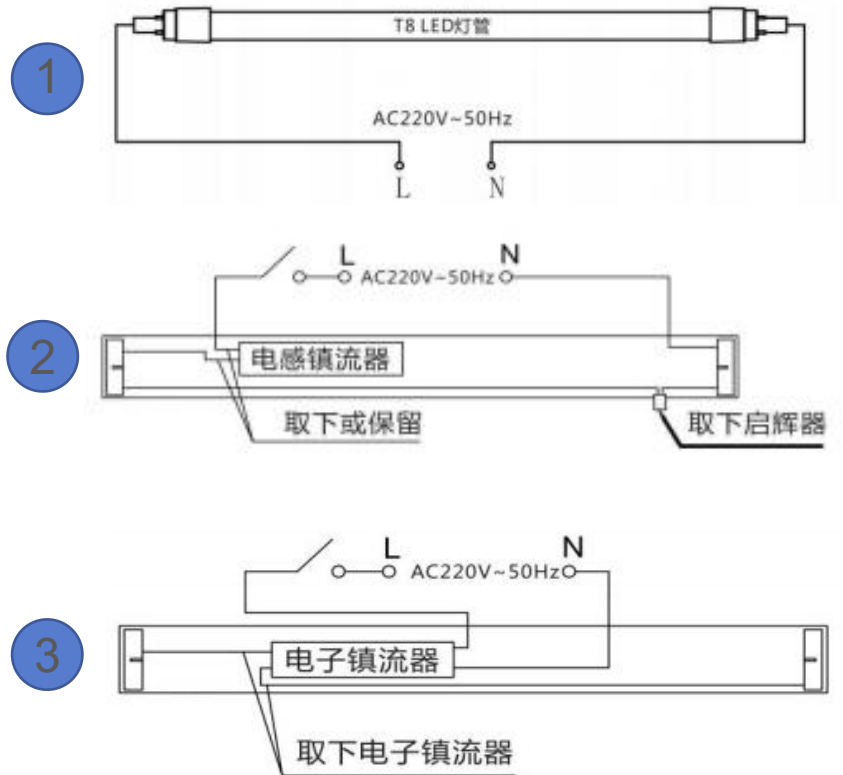 1
T8 LED灯管
AC220V~50Hz
L N
2
L AC220V~50Hz N
电感镇流器
取下或保留
取下启辉器
3
L AC220V~50Hz N
电子镇流器
取下电子镇流器